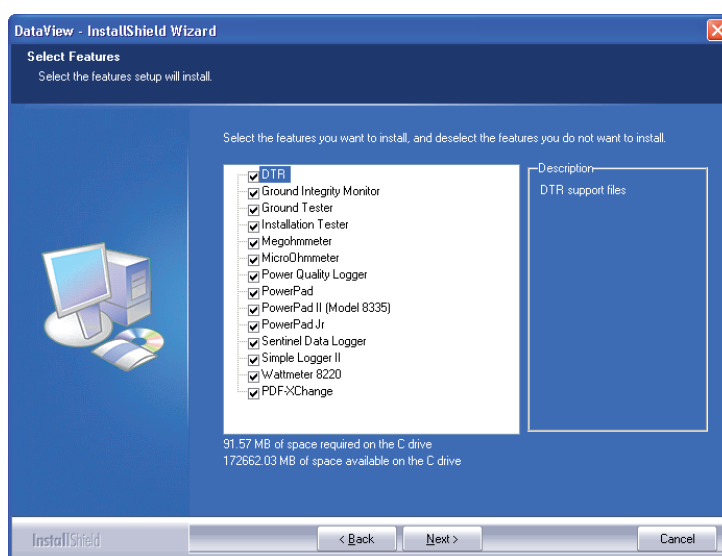 DataView - InstallShield Wizard
Select Features
Select the features setup will install.
Select the features you want to install, and deselect the features you do not want to install.
DTR
Ground Integrity Monitor
Ground Tester
Installation Tester
Megohmmeter
MicroOhmmeter
Power Quality Logger
PowerPad
PowerPad II (Model 8335)
PowerPad Jr
Sentinel Data Logger
Simple Logger II
Wattmeter 8220
PDF-XChange
Description
DTR support files
91.57 MB of space required on the C drive
172662.03 MB of space available on the C drive
InstallShield
< Back
Next >
Cancel